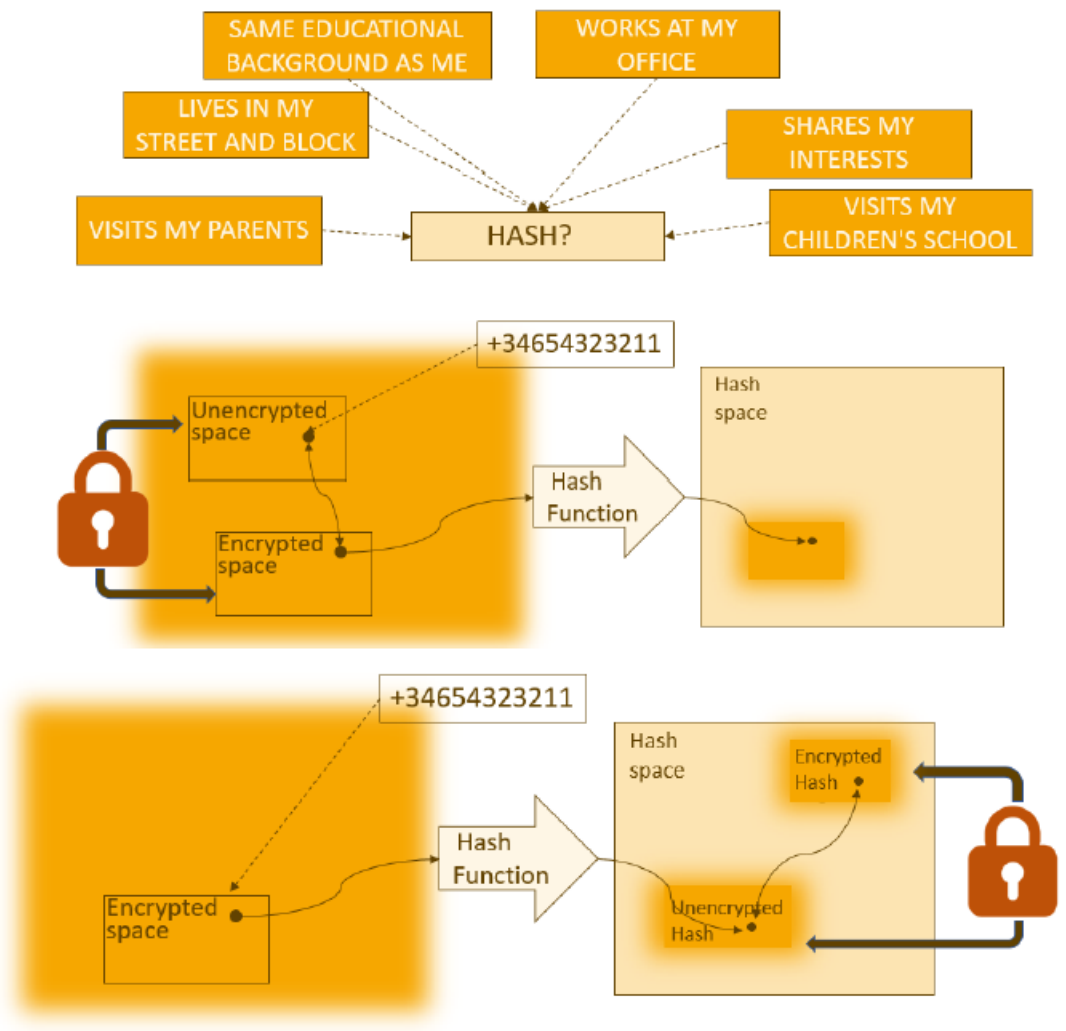 SAME EDUCATIONAL
BACKGROUND AS ME
WORKS AT MY
OFFICE
LIVES IN MY
STREET AND BLOCK
SHARES MY
INTERESTS
VISITS MY PARENTS
HASH?
VISITS MY
CHILDREN'S SCHOOL
+34654323211
Unencrypted
space
Encrypted
space
Hash
Function
Hash
space
+34654323211
Encrypted
space
Hash
Function
Hash
space
Encrypted
Hash
Unencrypted
Hash